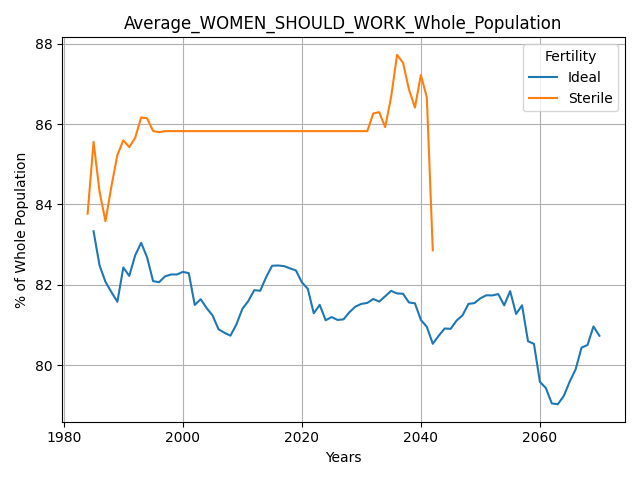 Average_WOMEN_SHOULD_WORK_Whole_Population
Fertility
Ideal
Sterile
% of Whole Population
88
86
84
82
80
1980
2000
2020
2040
2060
Years